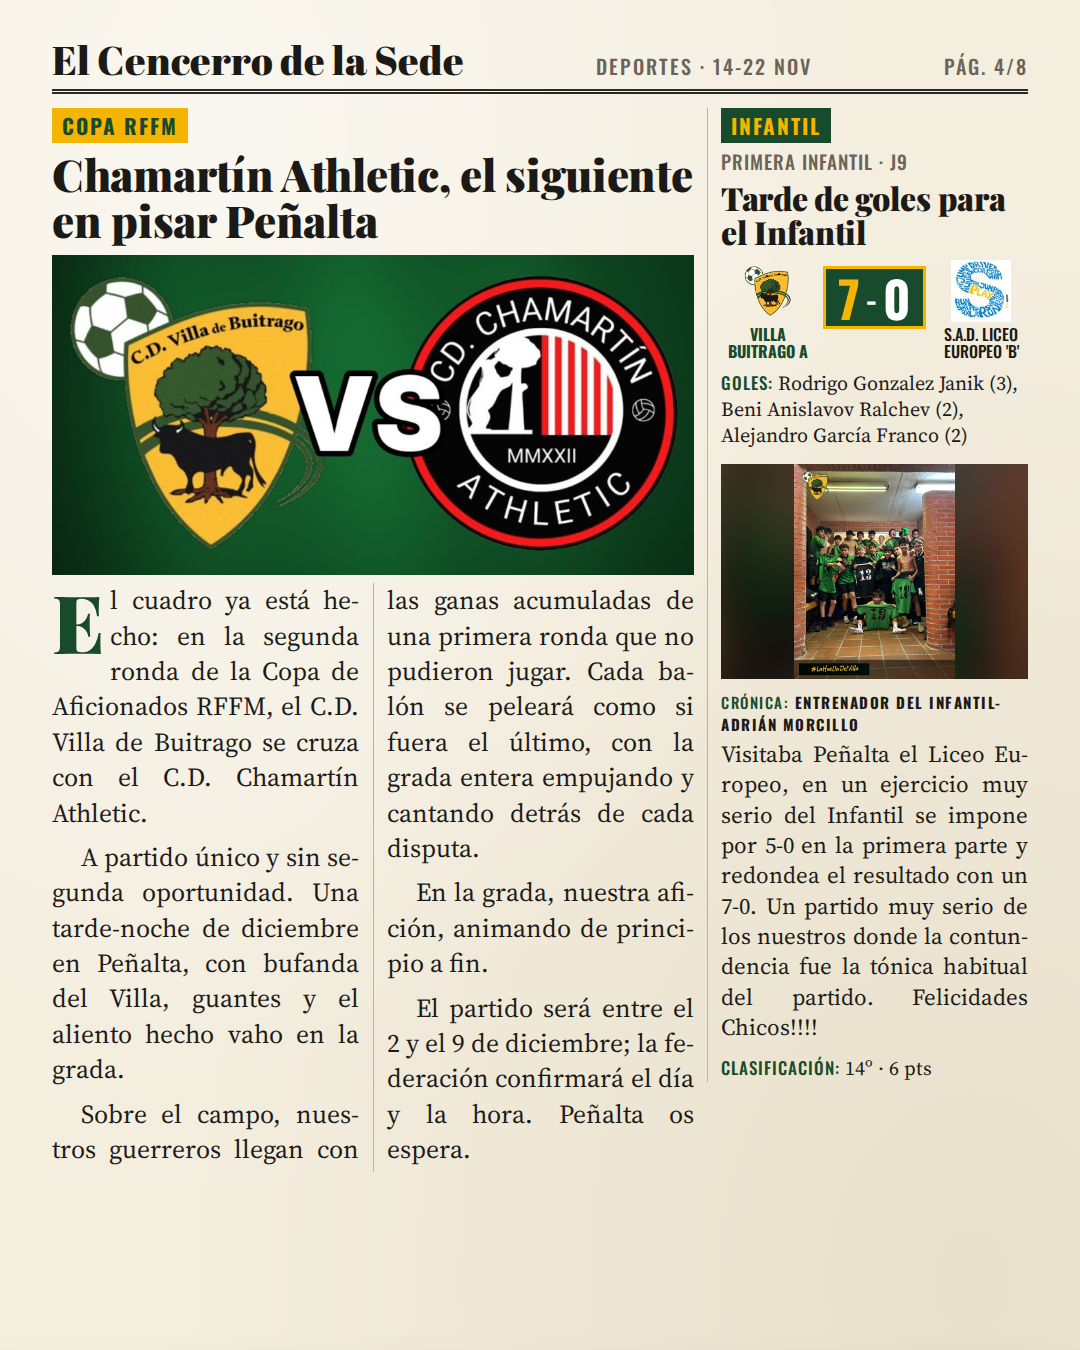 El Cencerro de la Sede
DEPORTES · 14-22 NOV
PÁG. 4/8
COPA RFFM
Chamartín Athletic, el siguiente
en pisar Peñalta
C.D. Villa de Buitrago
VS
CD. CHAMARTÍN
MMXXII
ATHLETIC
El cuadro ya está he-
cho: en la segunda
ronda de la Copa de
Aficionados RFFM, el C.D.
Villa de Buitrago se cruza
con el C.D. Chamartín
Athletic.
A partido único y sin se-
gunda oportunidad. Una
tarde-noche de diciembre
en Peñalta, con bufanda
del Villa, guantes y el
aliento hecho vaho en la
grada.
Sobre el campo, nues-
tros guerreros llegan con
las ganas acumuladas de
una primera ronda que no
pudieron jugar. Cada ba-
lón se peleará como si
fuera el último, con la
grada entera empujando y
cantando detrás de cada
disputa.
En la grada, nuestra afi-
ción, animando de princi-
pio a fin.
El partido será entre el
2 y el 9 de diciembre; la fe-
deración confirmará el día
y la hora. Peñalta os
espera.
INFANTIL
PRIMERA INFANTIL · J9
Tarde de goles para
el Infantil
7 - 0
VILLA
BUITRAGO A
S.A.D. LICEO
EUROPEO 'B'
GOLES: Rodrigo Gonzalez Janik (3),
Beni Anislavov Ralchev (2),
Alejandro García Franco (2)
#LaHuellaDelVilla
CRÓNICA: ENTRENADOR DEL INFANTIL-
ADRIÁN MORCILLO
Visitaba Peñalta el Liceo Eu-
ropeo, en un ejercicio muy
serio del Infantil se impone
por 5-0 en la primera parte y
redondea el resultado con un
7-0. Un partido muy serio de
los nuestros donde la contun-
dencia fue la tónica habitual
del partido. Felicidades
Chicos!!!!
CLASIFICACIÓN: 14º · 6 pts